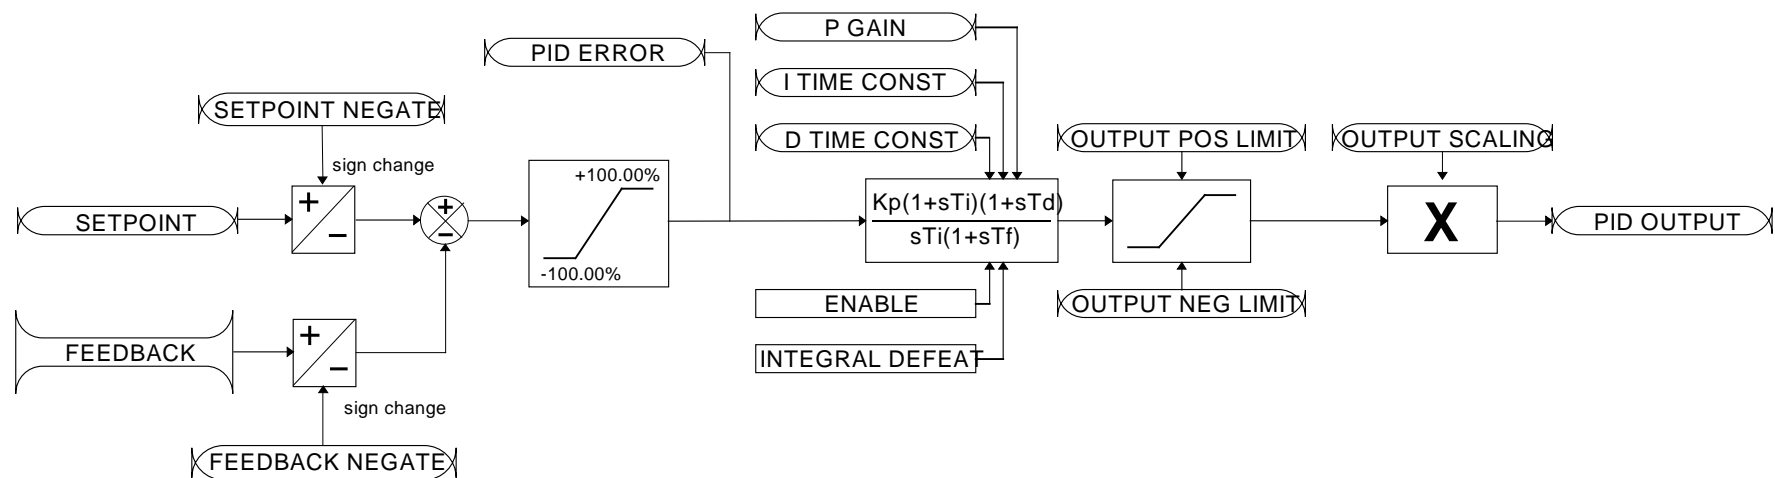 P GAIN
PID ERROR
I TIME CONST
SETPOINT NEGATE
D TIME CONST
OUTPUT POS LIMIT
OUTPUT SCALING
sign change
+100.00%
+
-
SETPOINT
+
-
-100.00%
Kp(1+sTi)(1+sTd)
sTi(1+sTf)
X
PID OUTPUT
ENABLE
OUTPUT NEG LIMIT
FEEDBACK
+
-
INTEGRAL DEFEAT
sign change
FEEDBACK NEGATE